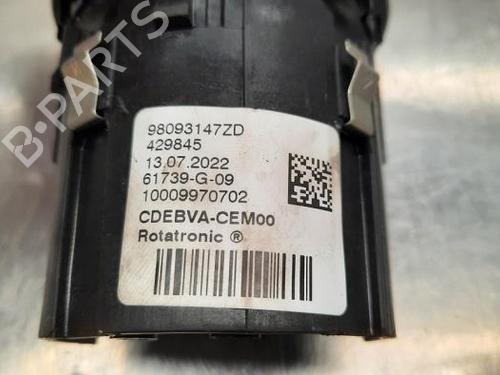 98093147ZD
429845
13.07.2022
61739-G-09
10009970702
CDEBVA-CEM00
Rotatronic ®
B-PARTS